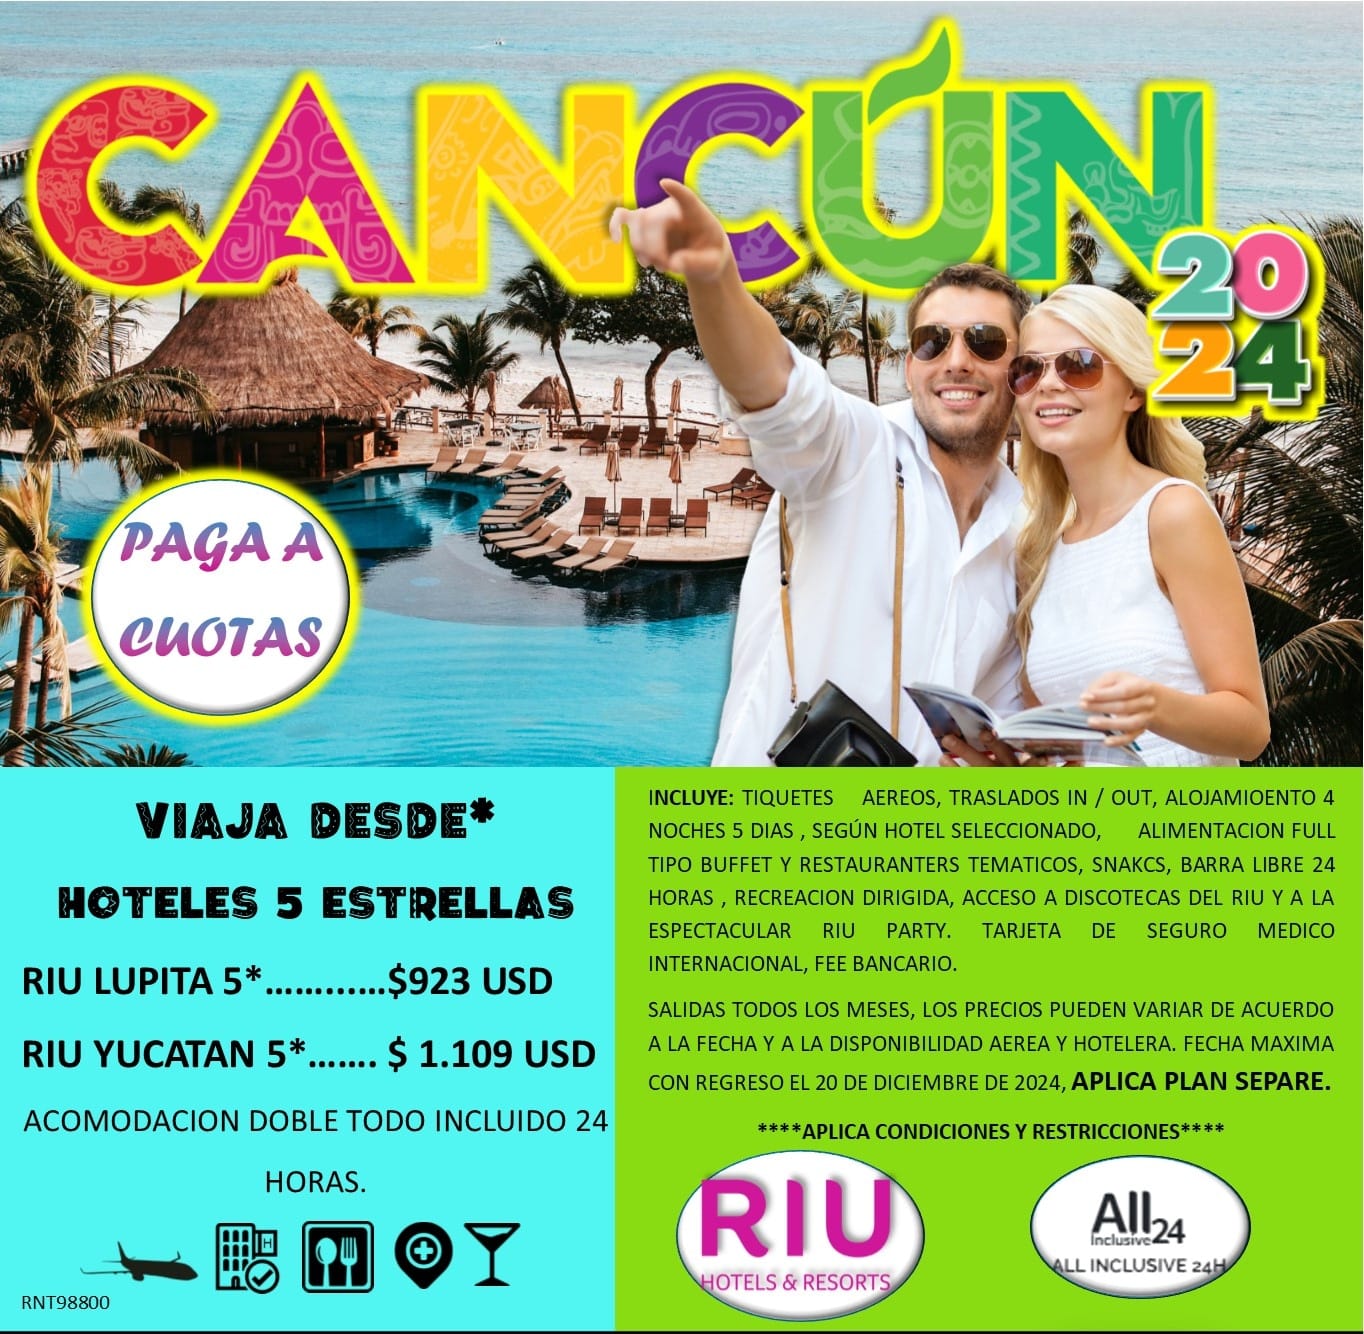 CANCÚN
20
24
PAGA A
CUOTAS
VIAJA DESDE*
HOTELES 5 ESTRELLAS
RIU LUPITA 5*…….…..$923 USD
RIU YUCATAN 5*……. $ 1.109 USD
ACOMODACION DOBLE TODO INCLUIDO 24
HORAS.
H
RNT98800
INCLUYE: TIQUETES AEREOS, TRASLADOS IN / OUT, ALOJAMIOENTO 4
NOCHES 5 DIAS , SEGÚN HOTEL SELECCIONADO, ALIMENTACION FULL
TIPO BUFFET Y RESTAURANTERS TEMATICOS, SNAKCS, BARRA LIBRE 24
HORAS , RECREACION DIRIGIDA, ACCESO A DISCOTECAS DEL RIU Y A LA
ESPECTACULAR RIU PARTY. TARJETA DE SEGURO MEDICO
INTERNACIONAL, FEE BANCARIO.
SALIDAS TODOS LOS MESES, LOS PRECIOS PUEDEN VARIAR DE ACUERDO
A LA FECHA Y A LA DISPONIBILIDAD AEREA Y HOTELERA. FECHA MAXIMA
CON REGRESO EL 20 DE DICIEMBRE DE 2024, APLICA PLAN SEPARE.
****APLICA CONDICIONES Y RESTRICCIONES****
RIU
HOTELS & RESORTS
All
Inclusive 24
ALL INCLUSIVE 24H